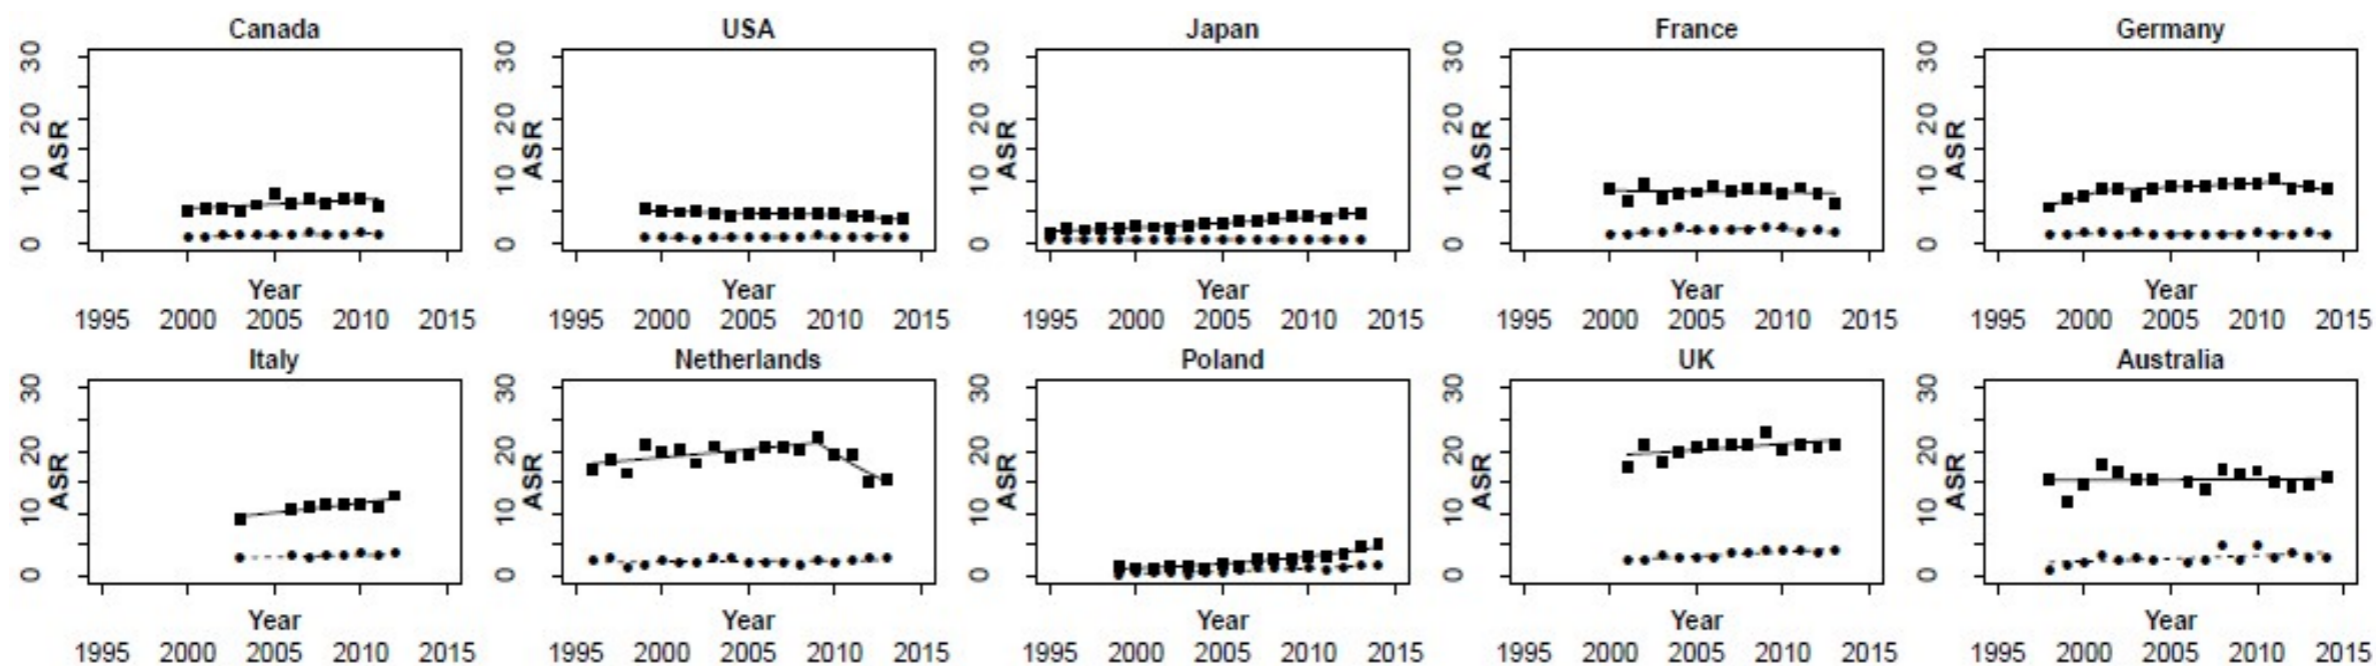 Canada USA Japan France Germany
30 30 30 30 30
20 20 20 20 20
ASR ASR ASR ASR ASR
10 10 10 10 10
0 0 0 0 0
Year Year Year Year Year
1995 2000 2005 2010 2015 1995 2000 2005 2010 2015 1995 2000 2005 2010 2015 1995 2000 2005 2010 2015 1995 2000 2005 2010 2015
Italy Netherlands Poland UK Australia
30 30 30 30 30
20 20 20 20 20
ASR ASR ASR ASR ASR
10 10 10 10 10
0 0 0 0 0
Year Year Year Year Year
1995 2000 2005 2010 2015 1995 2000 2005 2010 2015 1995 2000 2005 2010 2015 1995 2000 2005 2010 2015 1995 2000 2005 2010 2015